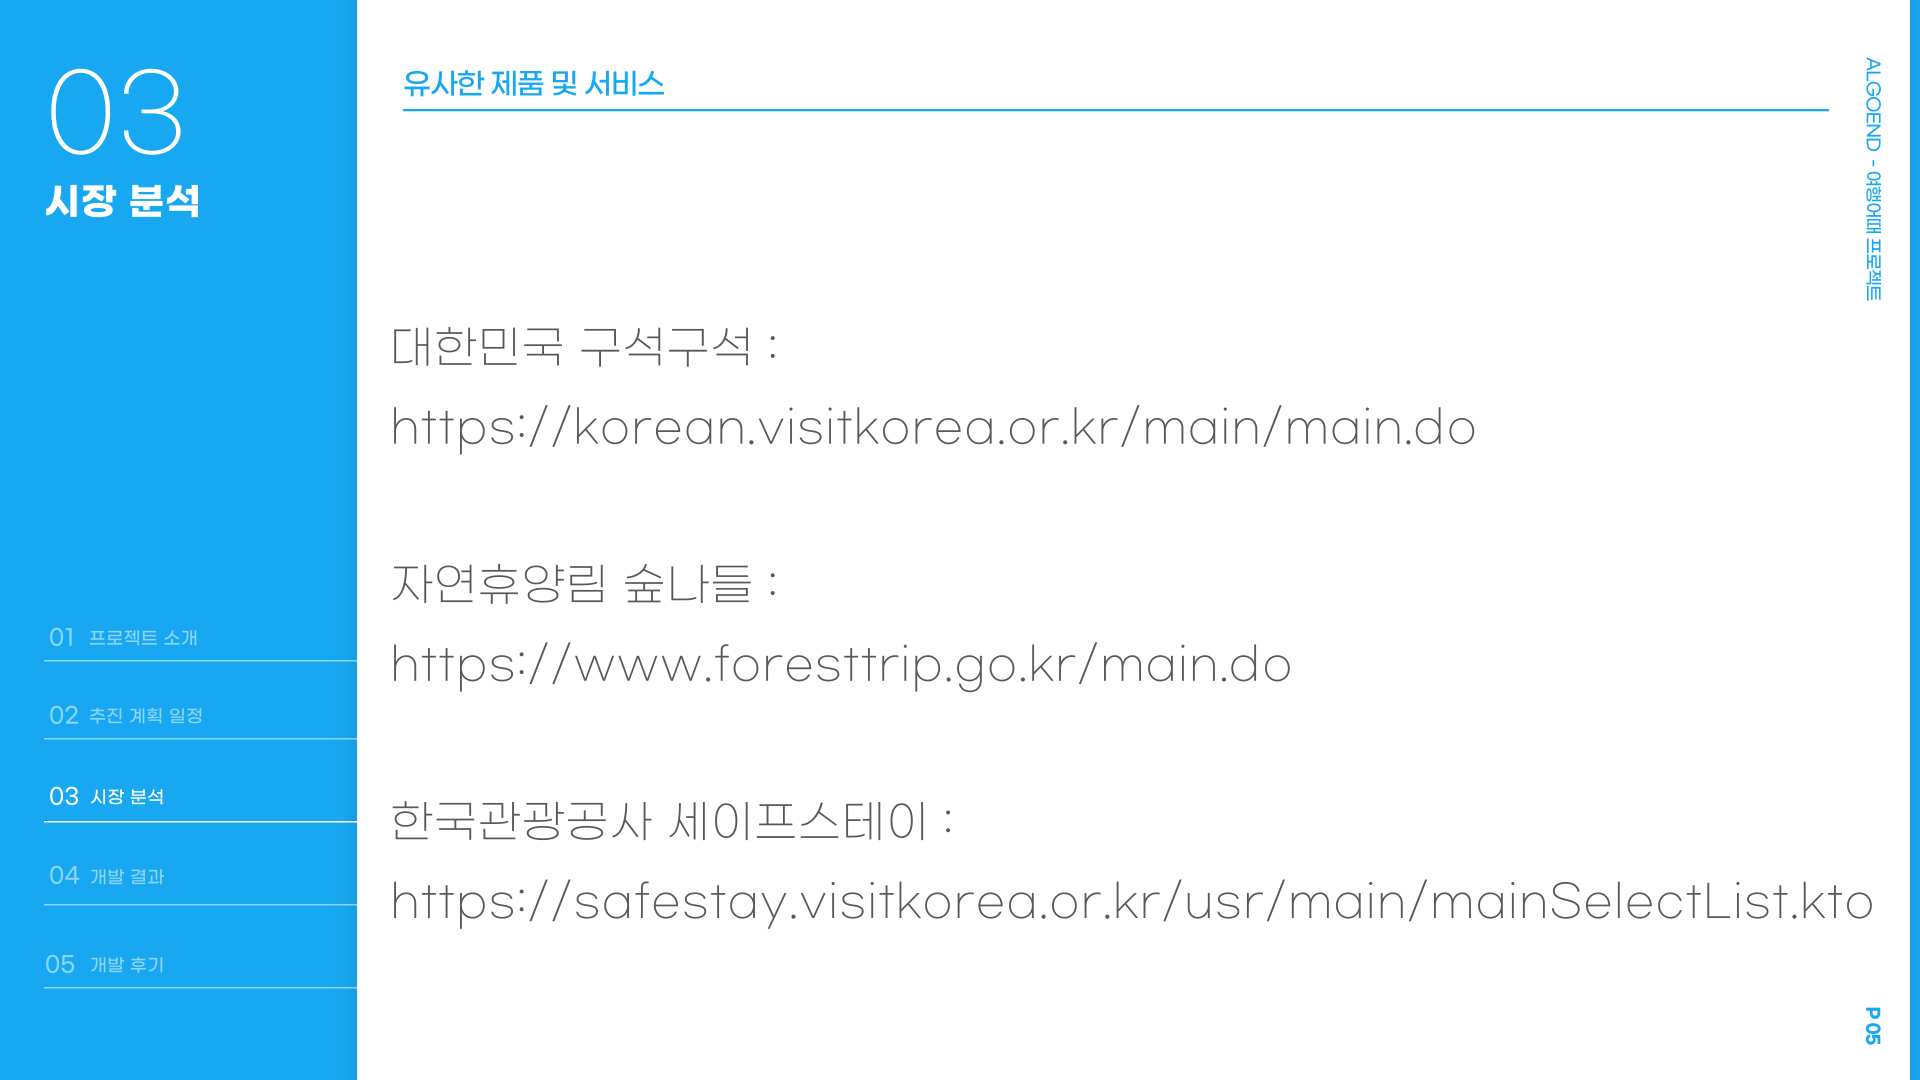 03
시장 분석
01 프로젝트 소개
02 추진 계획 일정
03 시장 분석
04 개발 결과
05 개발 후기
유사한 제품 및 서비스
대한민국 구석구석 :
https://korean.visitkorea.or.kr/main/main.do
자연휴양림 숲나들 :
https://www.foresttrip.go.kr/main.do
한국관광공사 세이프스테이 :
https://safestay.visitkorea.or.kr/usr/main/mainSelectList.kto
ALGOEND - 여행어때 프로젝트
P 05